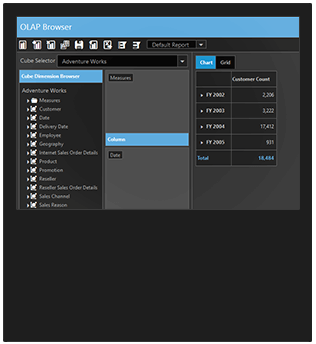 OLAP Browser
Default Report
Cube Selector Adventure Works
Chart Grid
Cube Dimension Browser
Adventure Works
Measures
Customer
Date
Delivery Date
Employee
Geography
Internet Sales Order Details
Product
Promotion
Reseller
Reseller Sales Order Details
Sales Channel
Sales Reason
Measures
Column
Date
Customer Count
FY 2002 2,206
FY 2003 3,222
FY 2004 17,412
FY 2005 931
Total 18,484